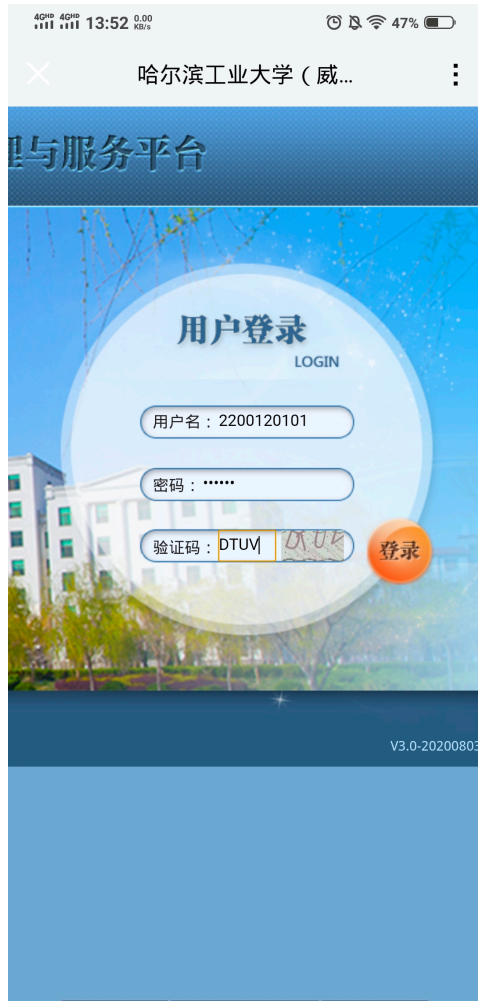 4GHD 4GHD 13:52 0.00 KB/s 47%
哈尔滨工业大学（威...
理与服务平台
用户登录
LOGIN
用户名：2200120101
密码：••••••
验证码：DTUV
登录
V3.0-20200803